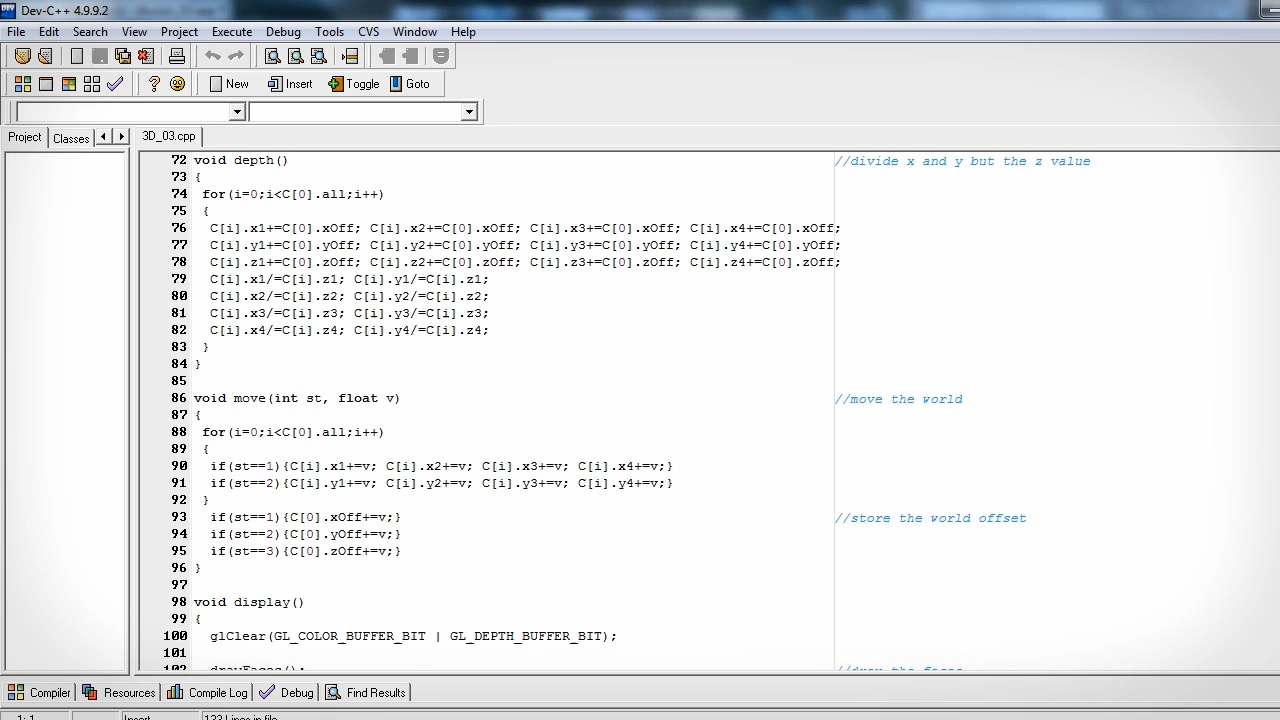 Dev-C++ 4.9.9.2
File Edit Search View Project Execute Debug Tools CVS Window Help
New Insert Toggle Goto
Project Classes 3D_03.cpp
72 void depth() //divide x and y but the z value
73 {
74 for(i=0;i<C[0].all;i++)
75 {
76 C[i].x1+=C[0].xOff; C[i].x2+=C[0].xOff; C[i].x3+=C[0].xOff; C[i].x4+=C[0].xOff;
77 C[i].y1+=C[0].yOff; C[i].y2+=C[0].yOff; C[i].y3+=C[0].yOff; C[i].y4+=C[0].yOff;
78 C[i].z1+=C[0].zOff; C[i].z2+=C[0].zOff; C[i].z3+=C[0].zOff; C[i].z4+=C[0].zOff;
79 C[i].x1/=C[i].z1; C[i].y1/=C[i].z1;
80 C[i].x2/=C[i].z2; C[i].y2/=C[i].z2;
81 C[i].x3/=C[i].z3; C[i].y3/=C[i].z3;
82 C[i].x4/=C[i].z4; C[i].y4/=C[i].z4;
83 }
84 }
85
86 void move(int st, float v) //move the world
87 {
88 for(i=0;i<C[0].all;i++)
89 {
90 if(st==1){C[i].x1+=v; C[i].x2+=v; C[i].x3+=v; C[i].x4+=v;}
91 if(st==2){C[i].y1+=v; C[i].y2+=v; C[i].y3+=v; C[i].y4+=v;}
92 }
93 if(st==1){C[0].xOff+=v;} //store the world offset
94 if(st==2){C[0].yOff+=v;}
95 if(st==3){C[0].zOff+=v;}
96 }
97
98 void display()
99 {
100 glClear(GL_COLOR_BUFFER_BIT | GL_DEPTH_BUFFER_BIT);
101
102 drawFaces(); //draw the faces
Compiler Resources Compile Log Debug Find Results
1: 1 Insert 133 Lines in file